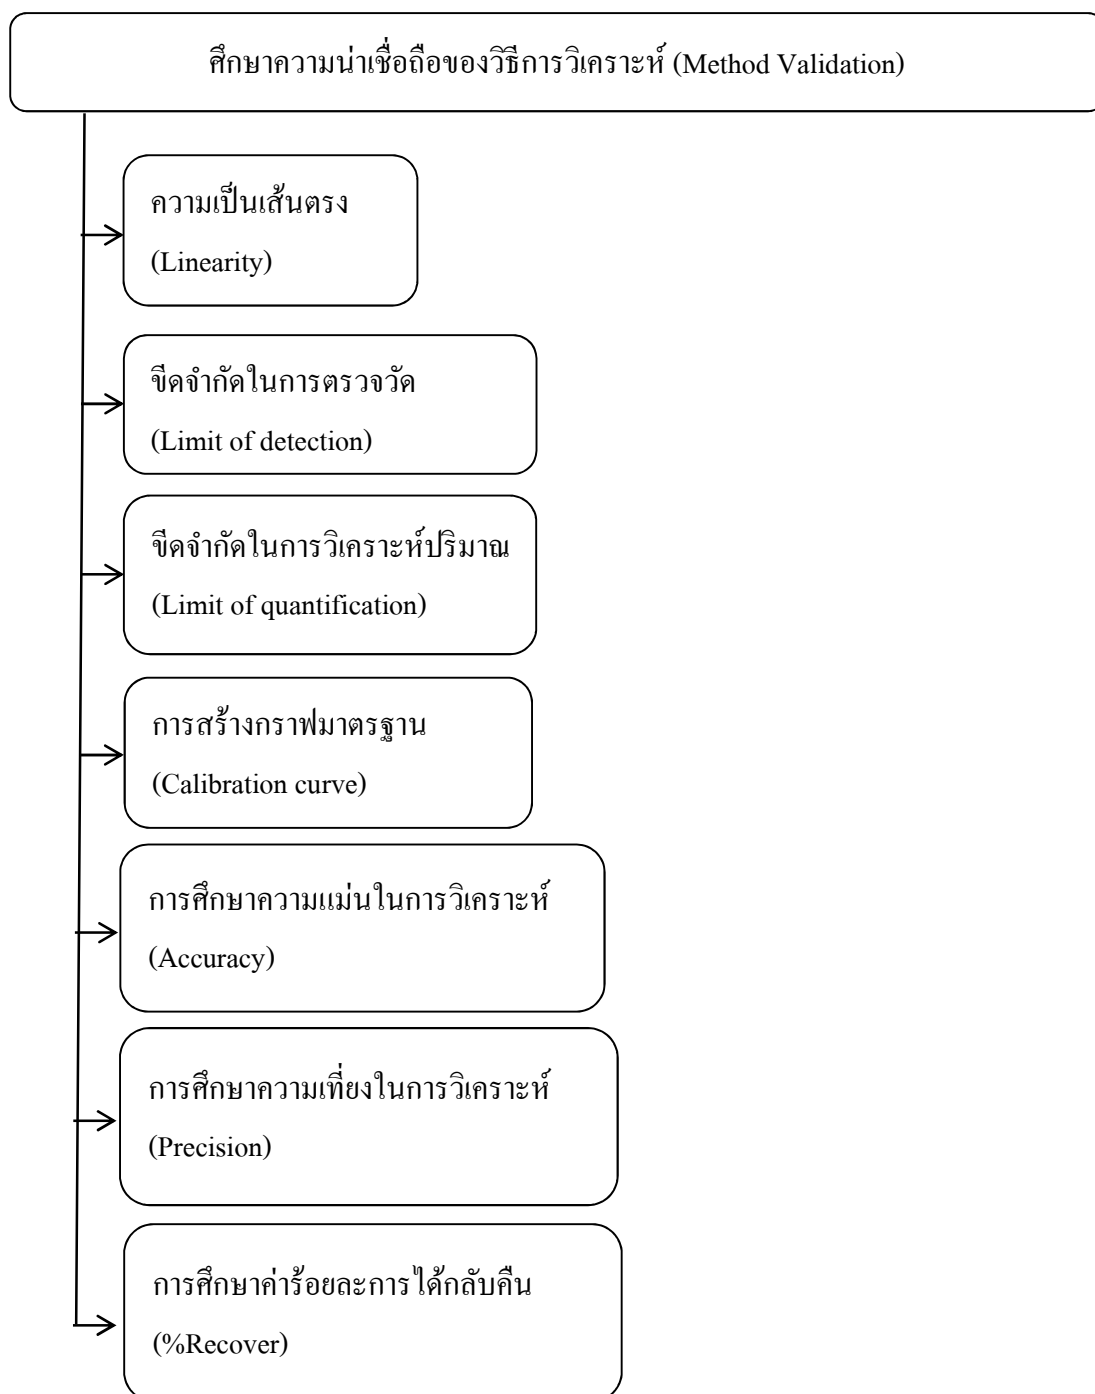 ศึกษาความน่าเชื่อถือของวิธีการวิเคราะห์ (Method Validation)
ความเป็นเส้นตรง
(Linearity)
ขีดจำกัดในการตรวจวัด
(Limit of detection)
ขีดจำกัดในการวิเคราะห์ปริมาณ
(Limit of quantification)
การสร้างกราฟมาตรฐาน
(Calibration curve)
การศึกษาความแม่นในการวิเคราะห์
(Accuracy)
การศึกษาความเที่ยงในการวิเคราะห์
(Precision)
การศึกษาค่าร้อยละการได้กลับคืน
(%Recover)